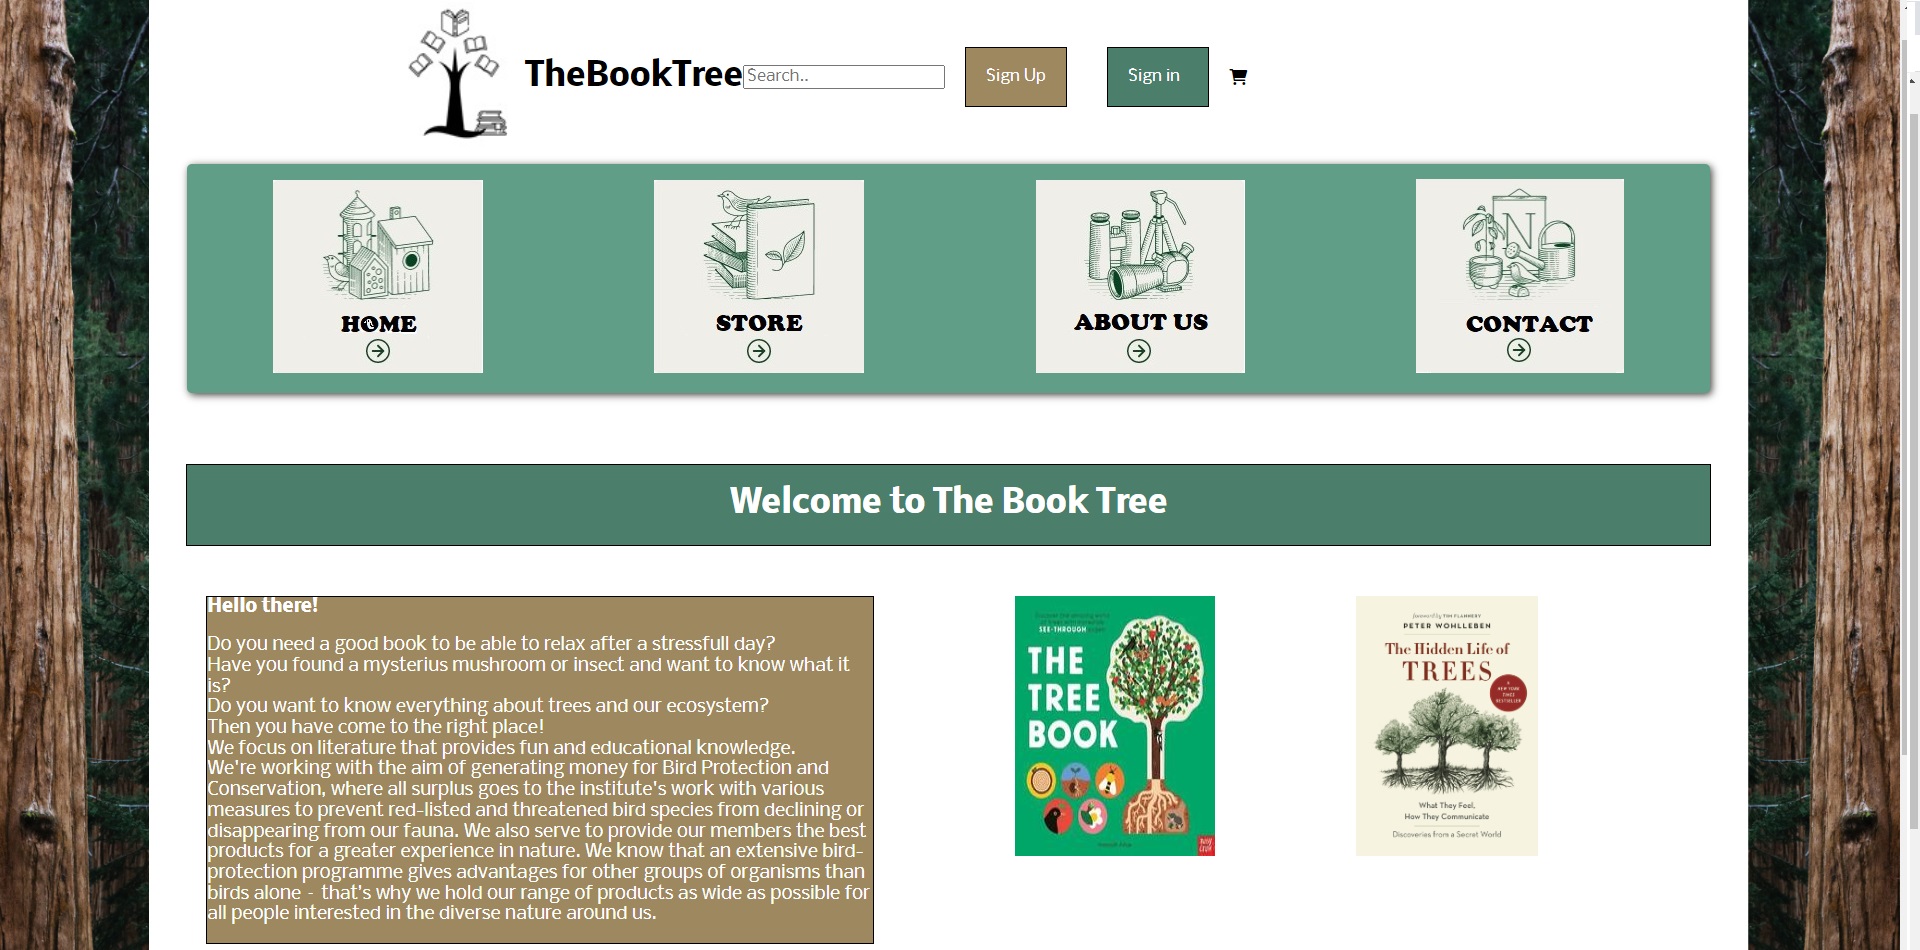 TheBookTree
Search..
Sign Up
Sign in
HOME
STORE
ABOUT US
CONTACT
N
Welcome to The Book Tree
Hello there!
Do you need a good book to be able to relax after a stressfull day?
Have you found a mysterius mushroom or insect and want to know what it
is?
Do you want to know everything about trees and our ecosystem?
Then you have come to the right place!
We focus on literature that provides fun and educational knowledge.
We're working with the aim of generating money for Bird Protection and
Conservation, where all surplus goes to the institute's work with various
measures to prevent red-listed and threatened bird species from declining or
disappearing from our fauna. We also serve to provide our members the best
products for a greater experience in nature. We know that an extensive bird-
protection programme gives advantages for other groups of organisms than
birds alone - that's why we hold our range of products as wide as possible for
all people interested in the diverse nature around us.
SEE-THROUGH
THE
TREE
BOOK
foreword by TIM FLANNERY
PETER WOHLLEBEN
The Hidden Life of
TREES
A
NEW YORK
TIMES
BESTSELLER
What They Feel,
How They Communicate
Discoveries from a Secret World